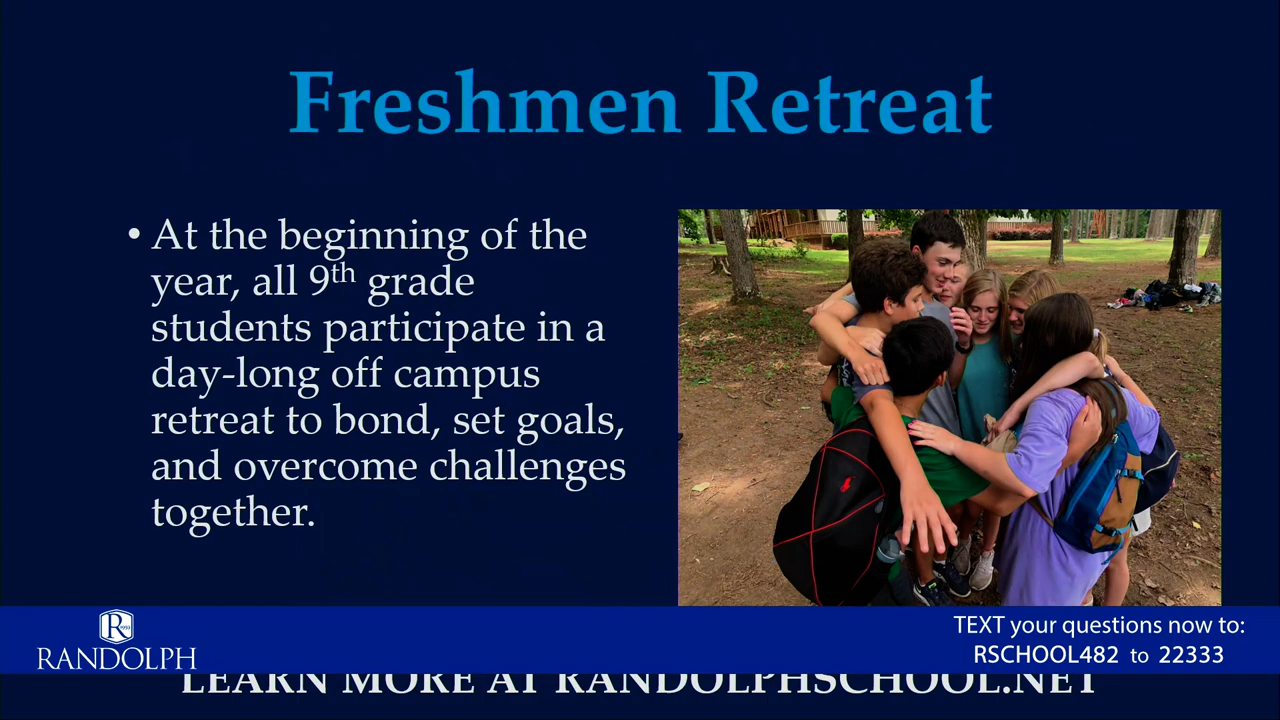 Freshmen Retreat
• At the beginning of the
year, all 9th grade
students participate in a
day-long off campus
retreat to bond, set goals,
and overcome challenges
together.
R
RANDOLPH
TEXT your questions now to:
RSCHOOL482 to 22333
LEARN MORE AT RANDOLPHSCHOOL.NET